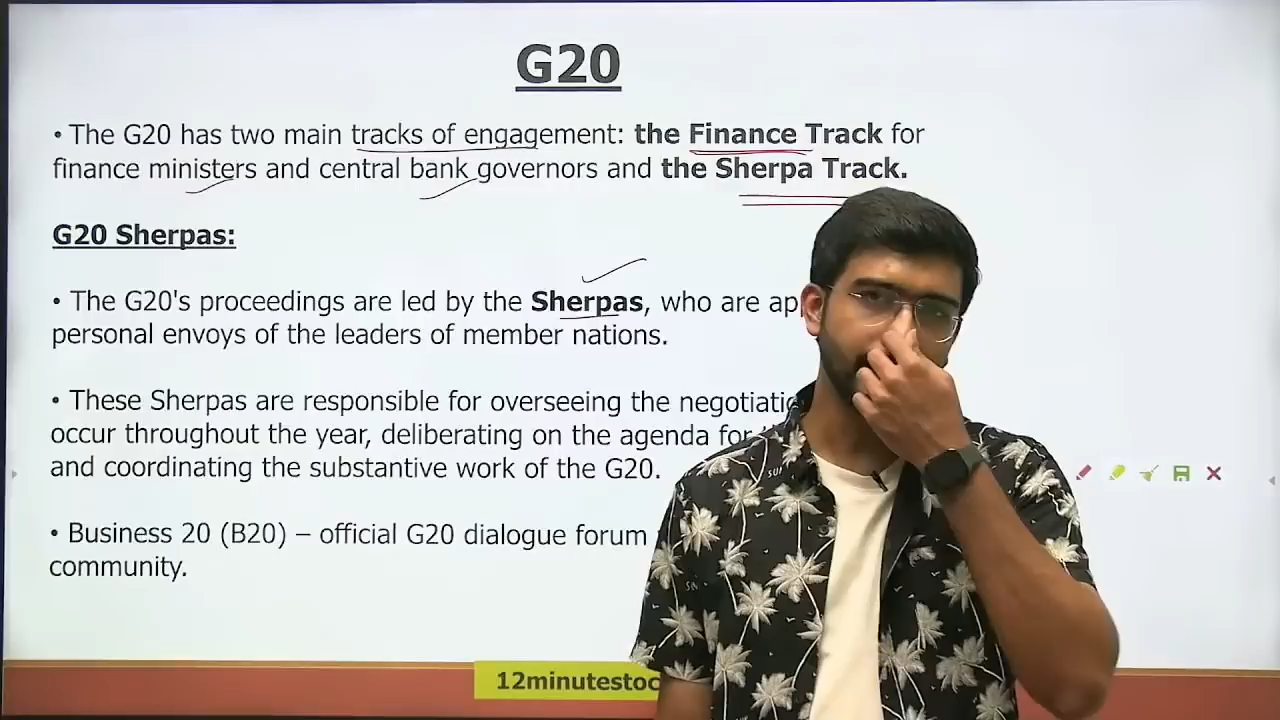 G20
• The G20 has two main tracks of engagement: the Finance Track for
finance ministers and central bank governors and the Sherpa Track.
G20 Sherpas:
• The G20's proceedings are led by the Sherpas, who are
personal envoys of the leaders of member nations.
• These Sherpas are responsible for overseeing the
occur throughout the year, deliberating on the agenda for
and coordinating the substantive work of the G20.
• Business 20 (B20) – official G20 dialogue forum
community.